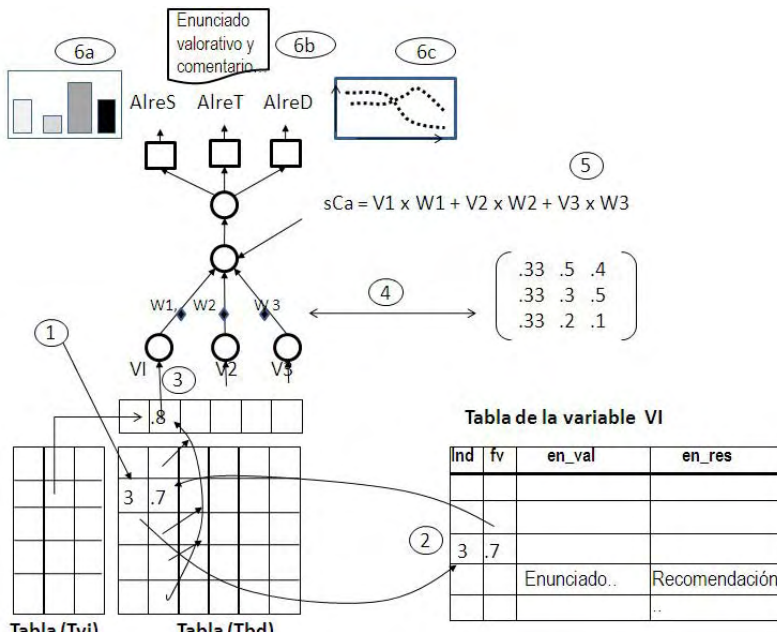 6a
Enunciado
valorativo y
comentario...
6b
6c
AlreS AlreT AlreD
5
sCa = V1 x W1 + V2 x W2 + V3 x W3
.33 .5 .4
.33 .3 .5
.33 .2 .1
4
W1, W2 W 3
1
VI V2 V3
3
.8
Tabla de la variable VI
Ind fv en_val en_res
3 .7
2
3 .7
Enunciado.. Recomendación
..
Tabla (Tvi) Tabla (Tbd)